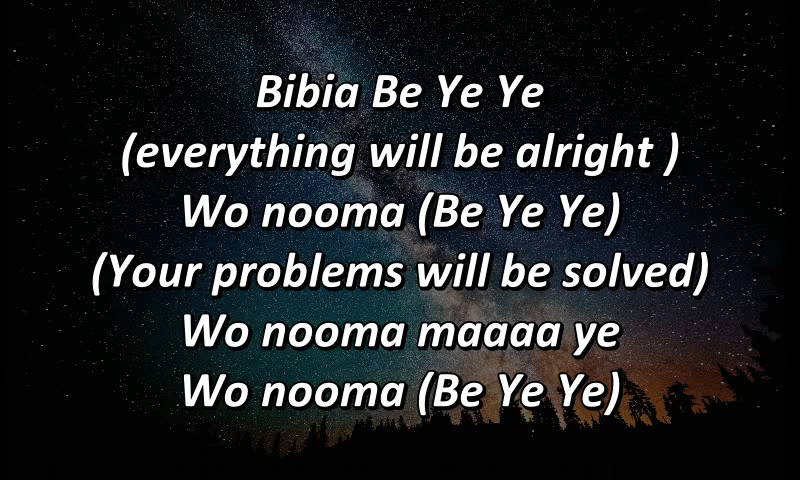 Bibia Be Ye Ye
(everything will be alright )
Wo nooma (Be Ye Ye)
(Your problems will be solved)
Wo nooma maaaa ye
Wo nooma (Be Ye Ye)